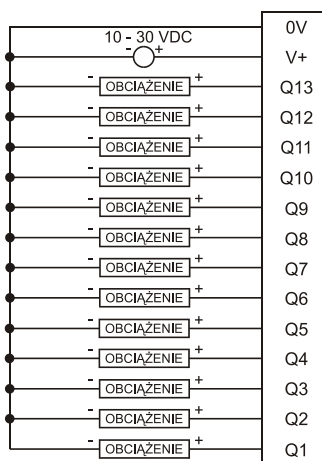 0V
10 - 30 VDC
- + V+
- OBCIĄŻENIE + Q13
- OBCIĄŻENIE + Q12
- OBCIĄŻENIE + Q11
- OBCIĄŻENIE + Q10
- OBCIĄŻENIE + Q9
- OBCIĄŻENIE + Q8
- OBCIĄŻENIE + Q7
- OBCIĄŻENIE + Q6
- OBCIĄŻENIE + Q5
- OBCIĄŻENIE + Q4
- OBCIĄŻENIE + Q3
- OBCIĄŻENIE + Q2
- OBCIĄŻENIE + Q1